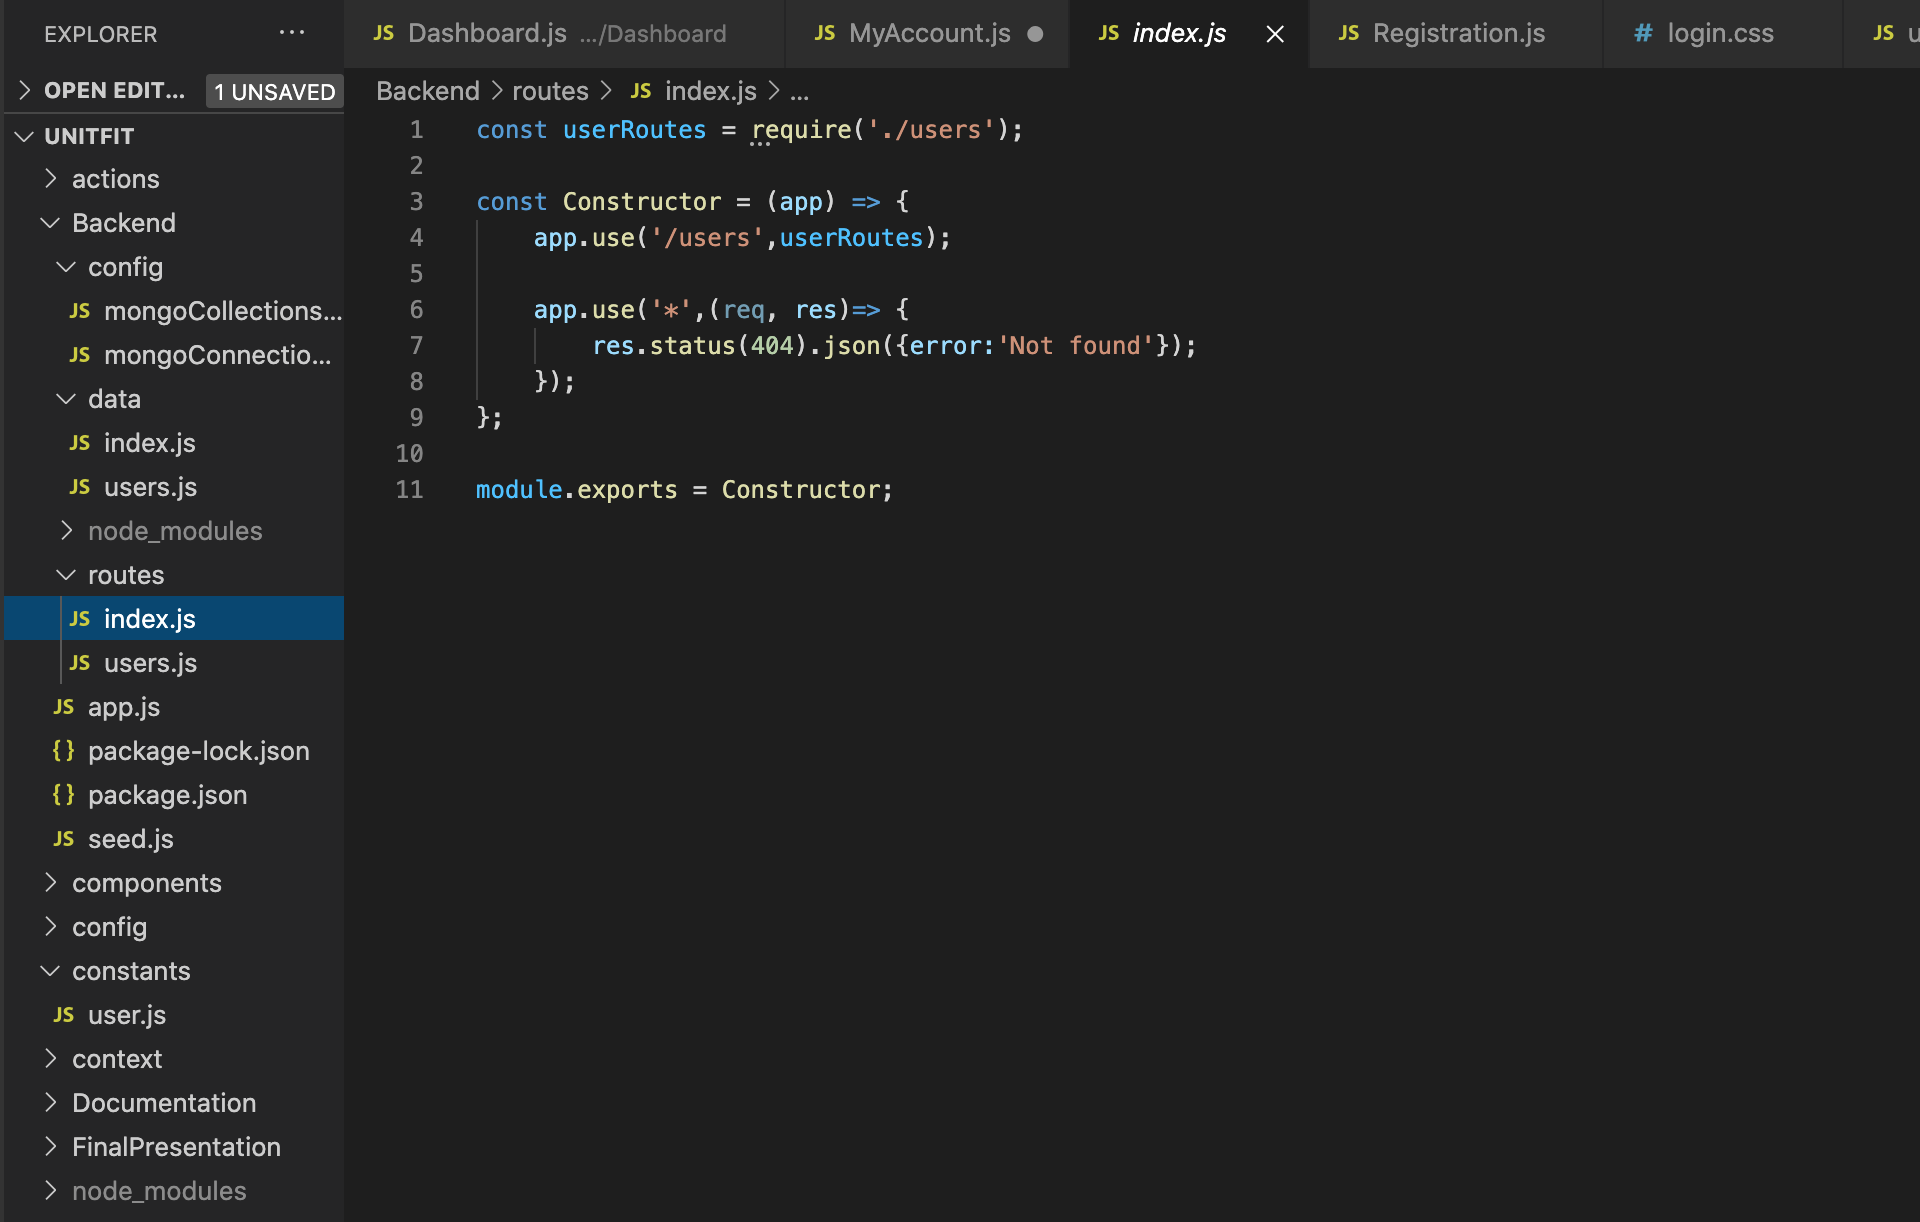 EXPLORER ...
OPEN EDIT... 1 UNSAVED
UNITFIT
actions
Backend
config
JS mongoCollections...
JS mongoConnectio...
data
JS index.js
JS users.js
node_modules
routes
JS index.js
JS users.js
JS app.js
{} package-lock.json
{} package.json
JS seed.js
components
config
constants
JS user.js
context
Documentation
FinalPresentation
node_modules
JS Dashboard.js .../Dashboard
JS MyAccount.js
JS index.js
JS Registration.js
# login.css
JS u
Backend > routes > JS index.js > ...
1 const userRoutes = require('./users');
2
3 const Constructor = (app) => {
4 app.use('/users',userRoutes);
5
6 app.use('*',(req, res)=> {
7 res.status(404).json({error:'Not found'});
8 });
9 };
10
11 module.exports = Constructor;